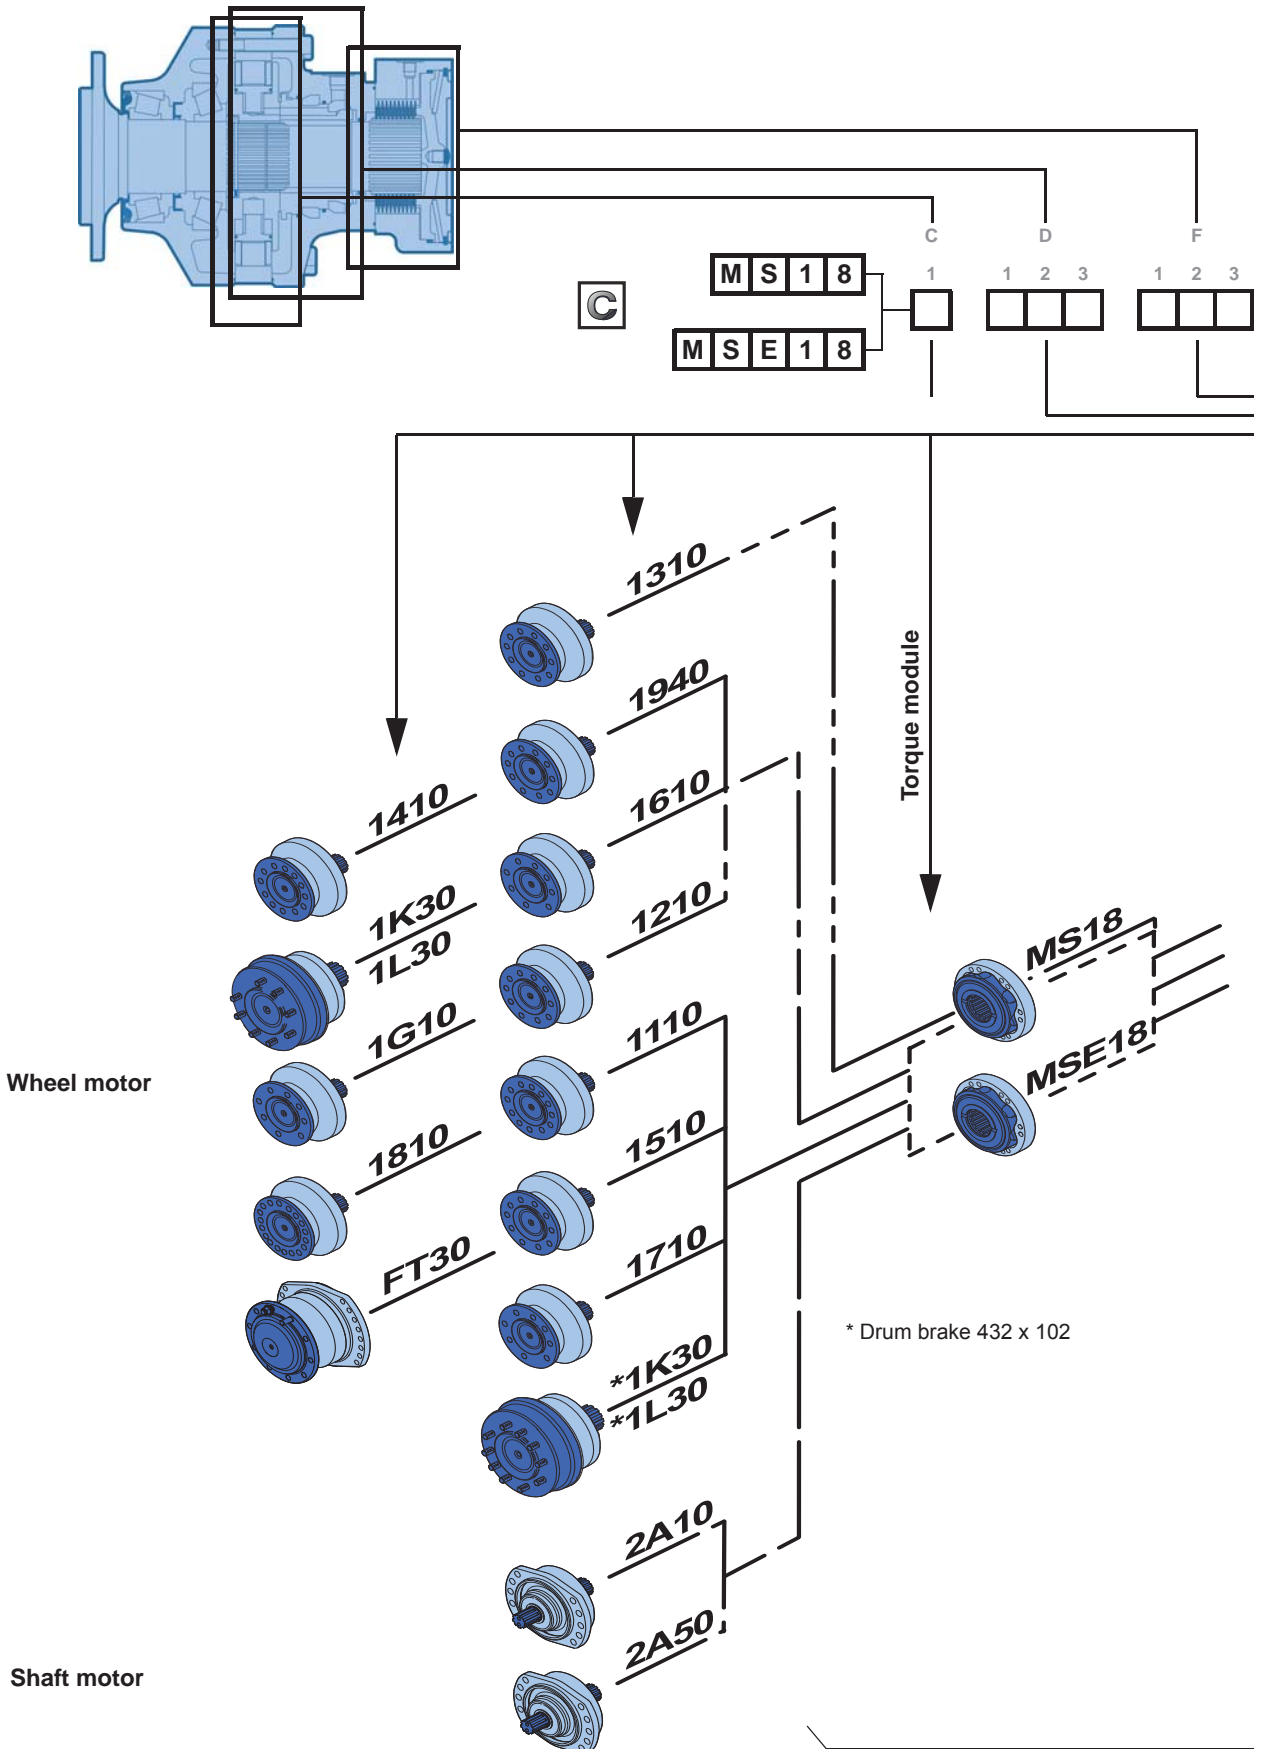 C D F
1 1 2 3 1 2 3
M S 1 8
C
M S E 1 8
1310
Torque module
1940
1410
1610
1K30
1L30
1210
MS18
1G10
1110
MSE18
Wheel motor
1810
1510
FT30
1710
* Drum brake 432 x 102
*1K30
*1L30
2A10
2A50
Shaft motor